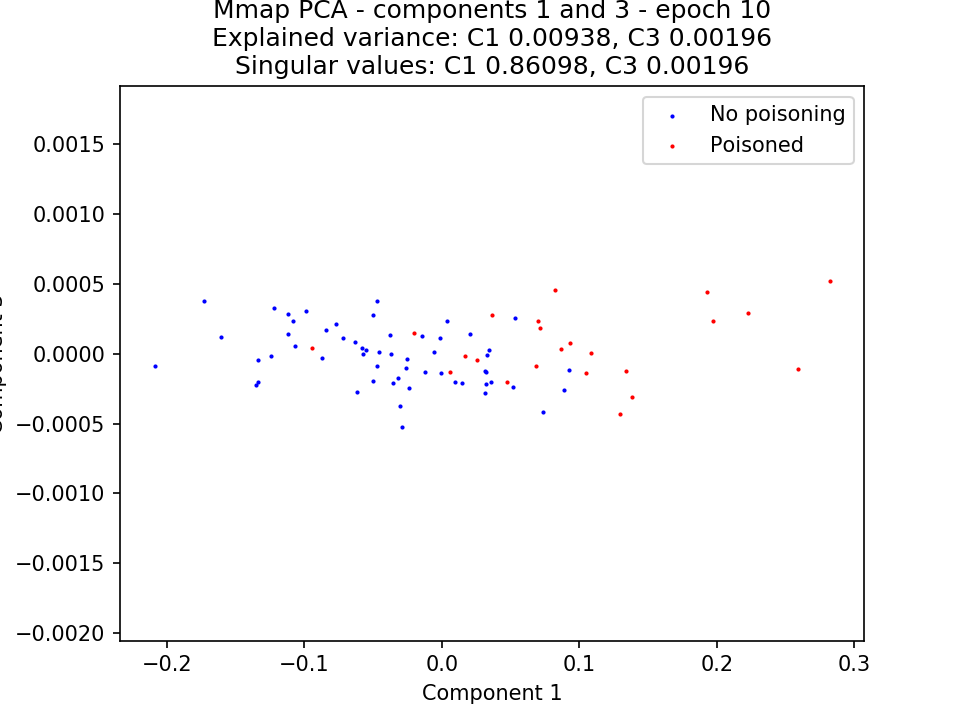 Mmap PCA - components 1 and 3 - epoch 10
Explained variance: C1 0.00938, C3 0.00196
Singular values: C1 0.86098, C3 0.00196
No poisoning
Poisoned
0.0015
0.0010
0.0005
0.0000
−0.0005
−0.0010
−0.0015
−0.0020
−0.2
−0.1
0.0
0.1
0.2
0.3
Component 1